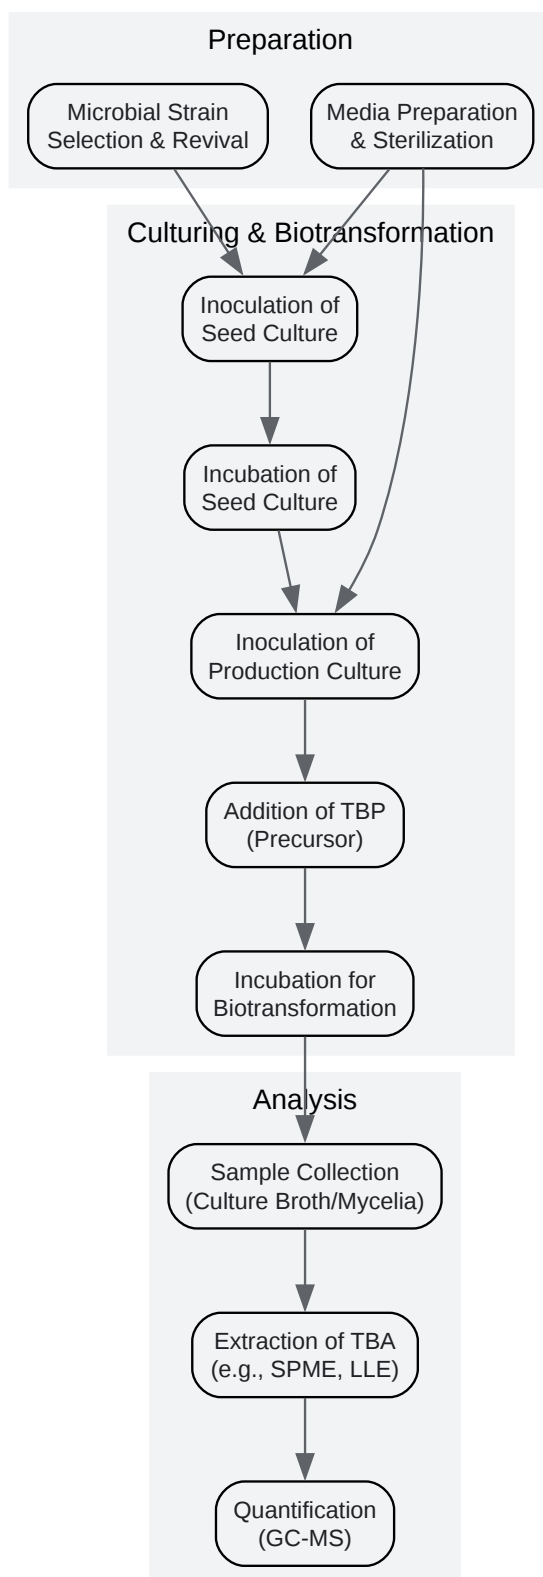 Preparation
Microbial Strain
Selection & Revival
Media Preparation
& Sterilization
Culturing & Biotransformation
Inoculation of
Seed Culture
Incubation of
Seed Culture
Inoculation of
Production Culture
Addition of TBP
(Precursor)
Incubation for
Biotransformation
Analysis
Sample Collection
(Culture Broth/Mycelia)
Extraction of TBA
(e.g., SPME, LLE)
Quantification
(GC-MS)